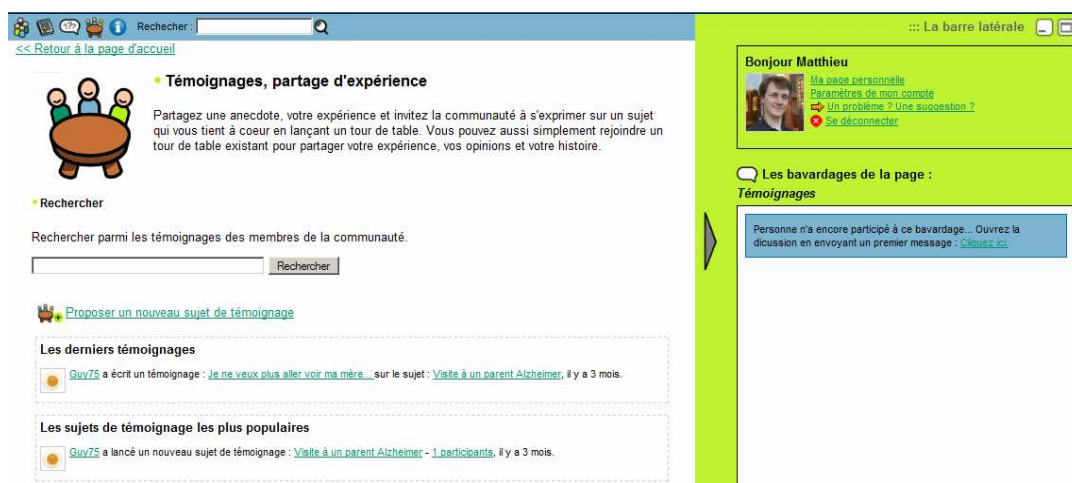 Rechecher :
::: La barre latérale
<< Retour à la page d'accueil
Témoignages, partage d'expérience
Partagez une anecdote, votre expérience et invitez la communauté à s'exprimer sur un sujet
qui vous tient à coeur en lançant un tour de table. Vous pouvez aussi simplement rejoindre un
tour de table existant pour partager votre expérience, vos opinions et votre histoire.
Rechercher
Rechercher parmi les témoignages des membres de la communauté.
Rechercher
Proposer un nouveau sujet de témoignage
Les derniers témoignages
Guy75 a écrit un témoignage : Je ne veux plus aller voir ma mère... sur le sujet : Visite à un parent Alzheimer, il y a 3 mois.
Les sujets de témoignage les plus populaires
Guy75 a lancé un nouveau sujet de témoignage : Visite à un parent Alzheimer - 1 participants, il y a 3 mois.
Bonjour Matthieu
Ma page personnelle
Paramètres de mon compte
Un problème ? Une suggestion ?
Se déconnecter
Les bavardages de la page :
Témoignages
Personne n'a encore participé à ce bavardage... Ouvrez la
dicussion en envoyant un premier message : Cliquez ici.